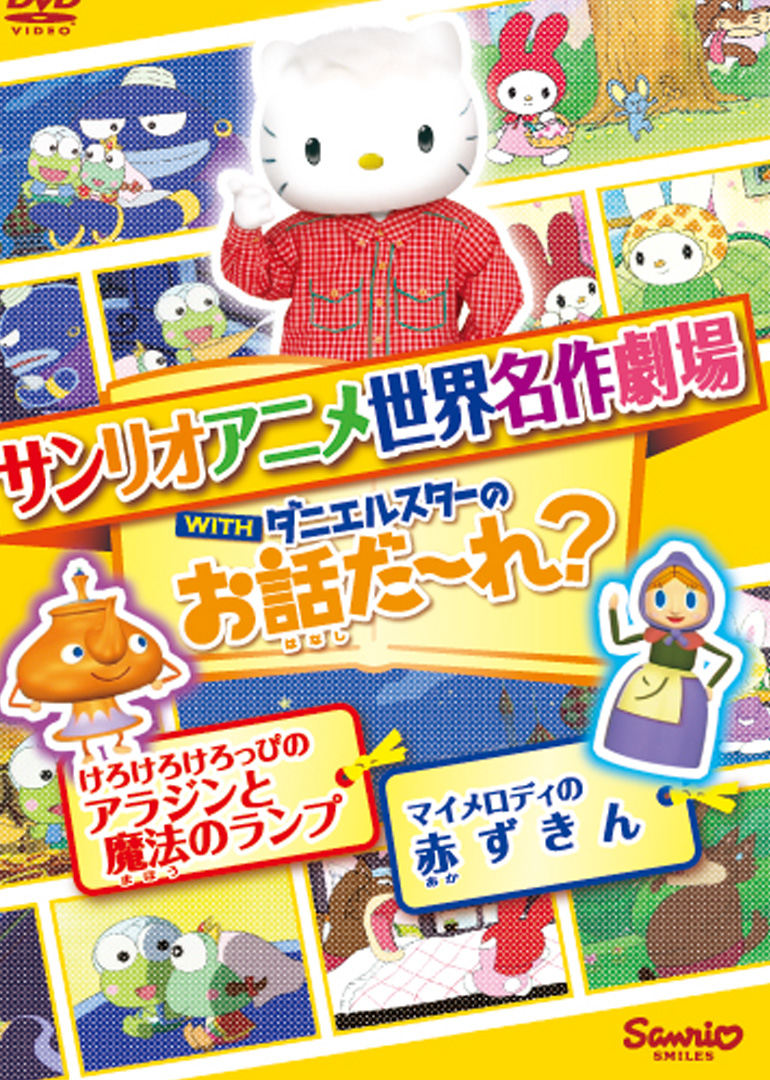 DVD
VIDEO
サンリオアニメ世界名作劇場
WITH ダニエルスターの
お話だ〜れ?
はなし
けろけろけろっぴの
アラジンと
魔法のランプ
まほう
マイメロディの
赤ずきん
あか
Sanrio
SMILES